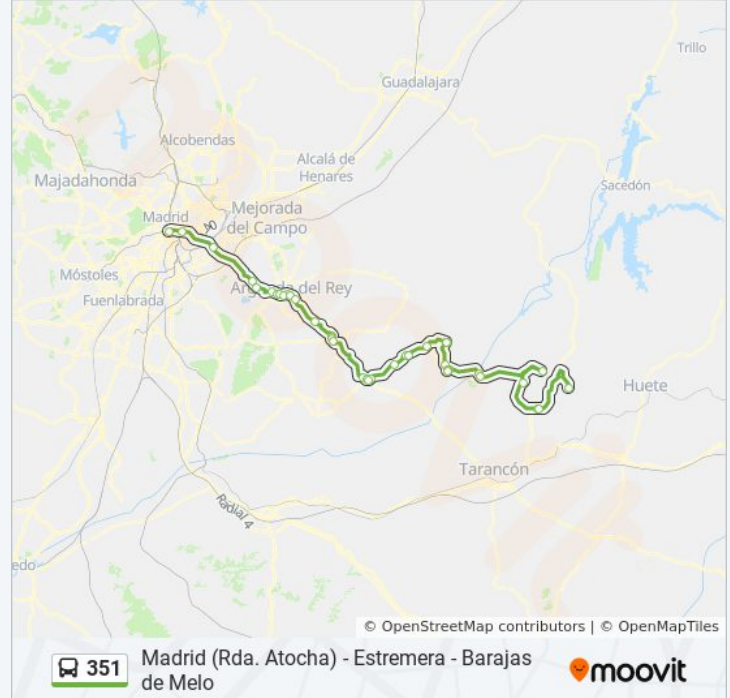 Trillo
Guadalajara
Alcobendas
Alcalá de
Henares
Majadahonda
Sacedón
Mejorada
del Campo
Madrid
Móstoles
del Rey
Fuenlabrada
Huete
Tarancón
Radial 4
edo
© OpenStreetMap contributors | © OpenMapTiles
351
Madrid (Rda. Atocha) - Estremera - Barajas
de Melo
moovit